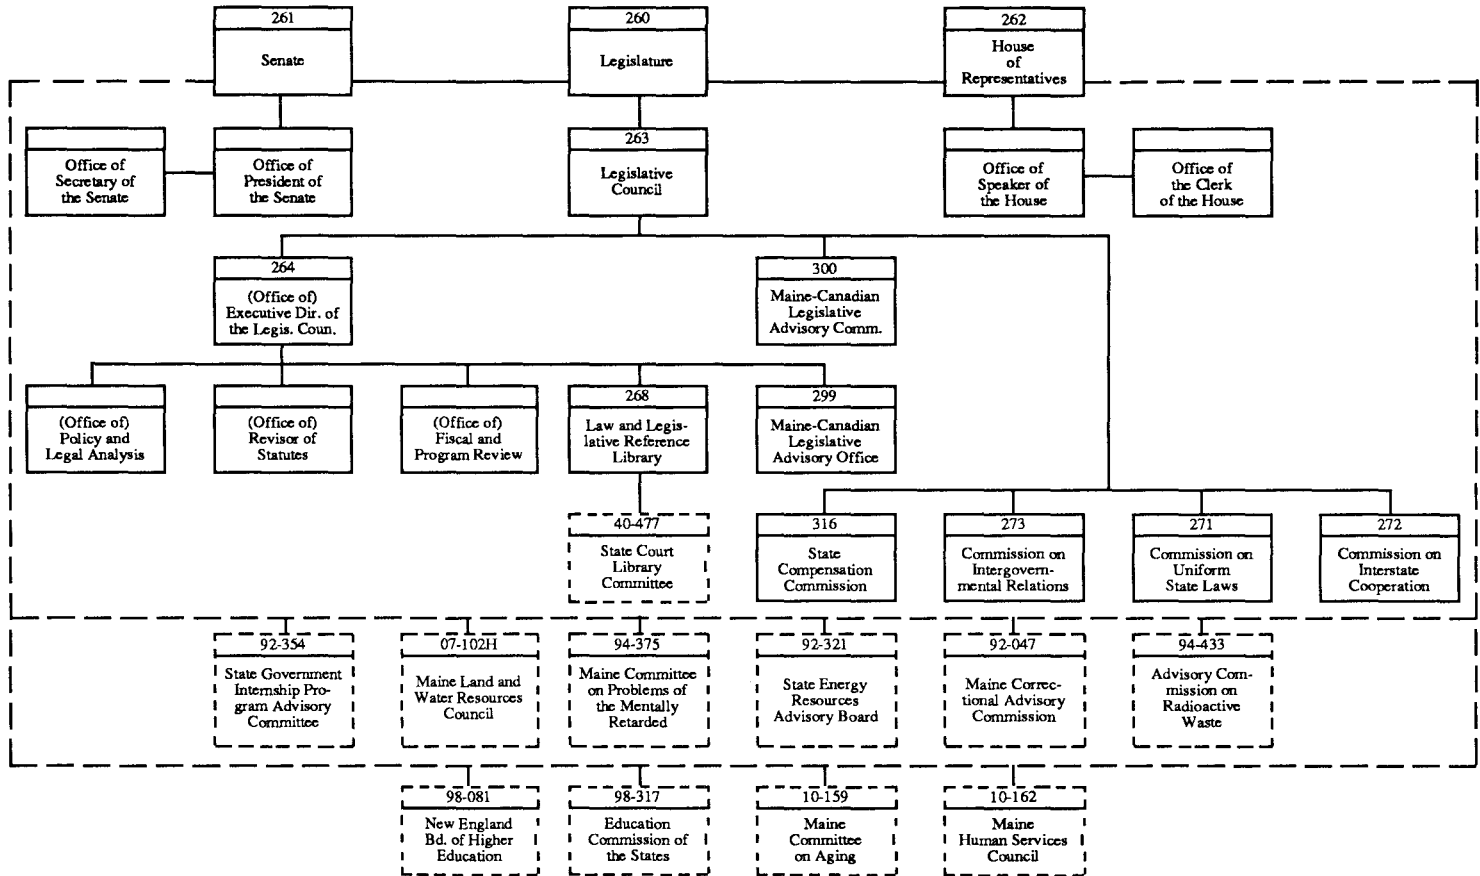 261
Senate
260
Legislature
262
House
of
Representatives
Office of
Secretary of
the Senate
Office of
President of
the Senate
263
Legislative
Council
Office of
Speaker of
the House
Office of
the Clerk
of the House
264
(Office of)
Executive Dir. of
the Legis. Coun.
300
Maine-Canadian
Legislative
Advisory Comm.
(Office of)
Policy and
Legal Analysis
(Office of)
Revisor of
Statutes
(Office of)
Fiscal and
Program Review
268
Law and Legis-
lative Reference
Library
299
Maine-Canadian
Legislative
Advisory Office
40-477
State Court
Library
Committee
316
State
Compensation
Commission
273
Commission on
Intergovern-
mental Relations
271
Commission on
Uniform
State Laws
272
Commission on
Interstate
Cooperation
92-354
State Government
Internship Pro-
gram Advisory
Committee
07-102H
Maine Land and
Water Resources
Council
94-375
Maine Committee
on Problems of
the Mentally
Retarded
92-321
State Energy
Resources
Advisory Board
92-047
Maine Correc-
tional Advisory
Commission
94-433
Advisory Com-
mission on
Radioactive
Waste
98-081
New England
Bd. of Higher
Education
98-317
Education
Commission of
the States
10-159
Maine
Committee
on Aging
10-162
Maine
Human Services
Council